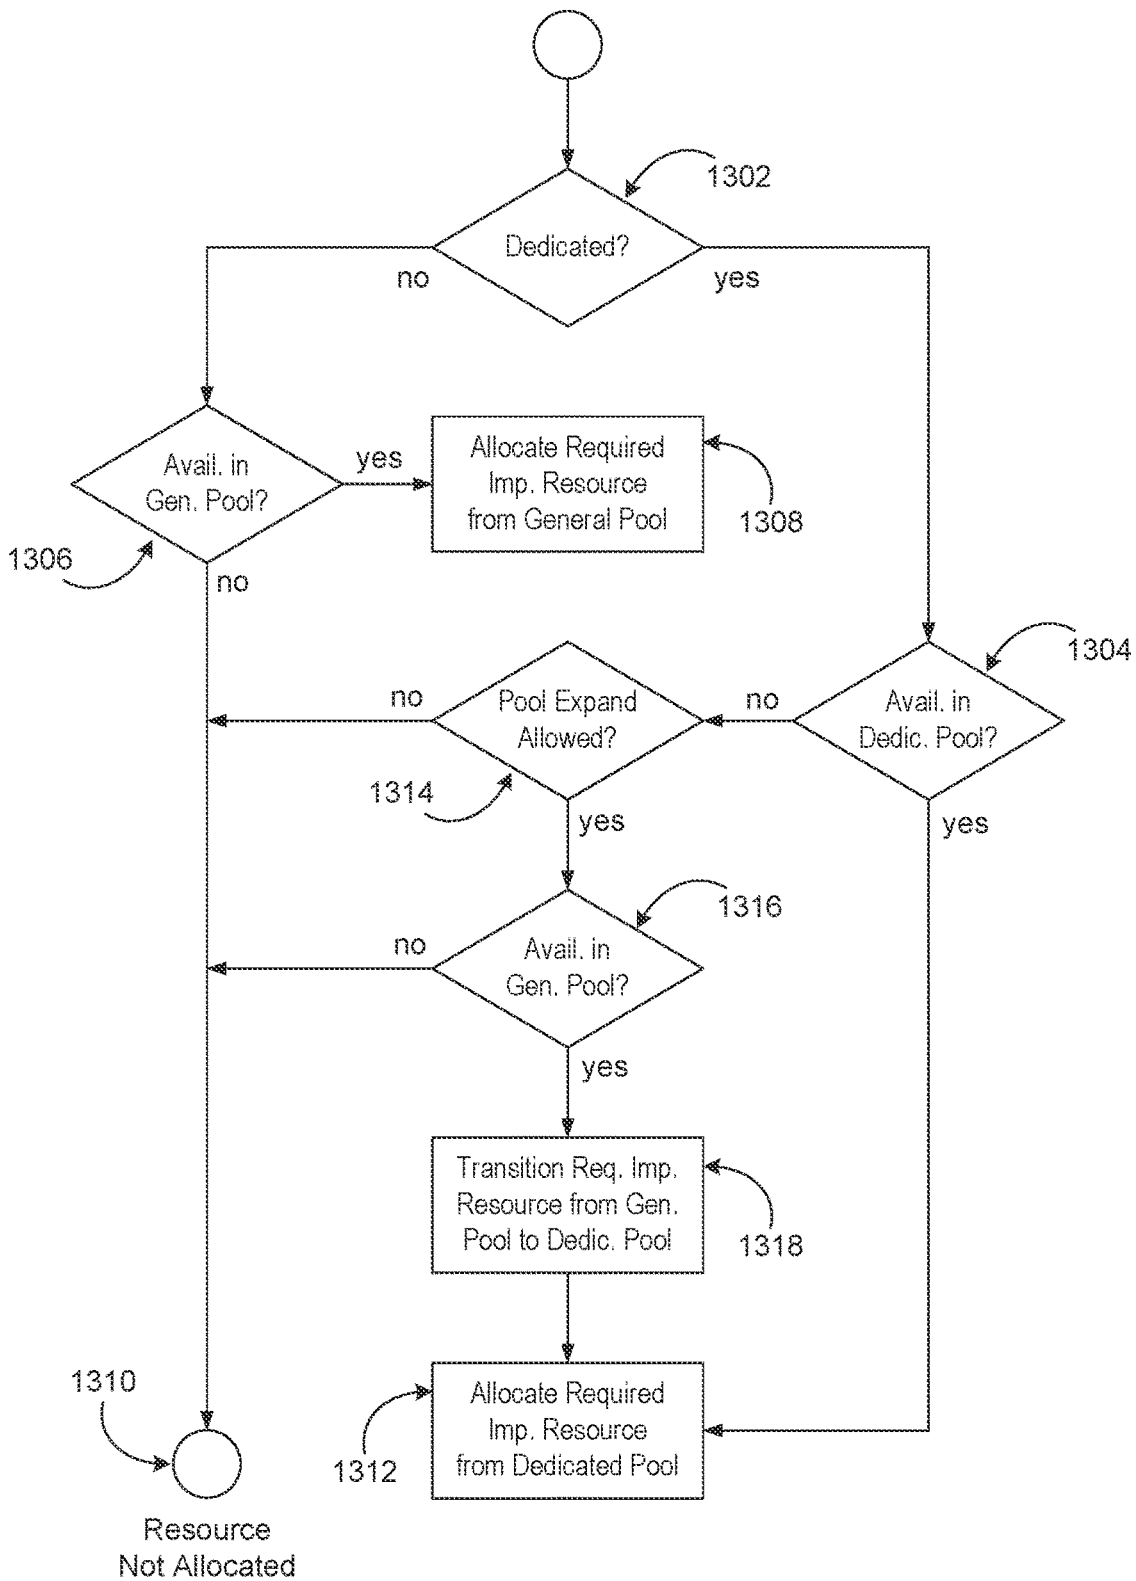 1302
Dedicated?
no
yes
Avail. in
Gen. Pool?
yes
Allocate Required
Imp. Resource
from General Pool
1308
1306
no
1304
Pool Expand
Allowed?
no
no
Avail. in
Dedic. Pool?
1314
yes
yes
1316
no
Avail. in
Gen. Pool?
yes
Transition Req. Imp.
Resource from Gen.
Pool to Dedic. Pool
1318
1310
Allocate Required
Imp. Resource
from Dedicated Pool
1312
Resource
Not Allocated